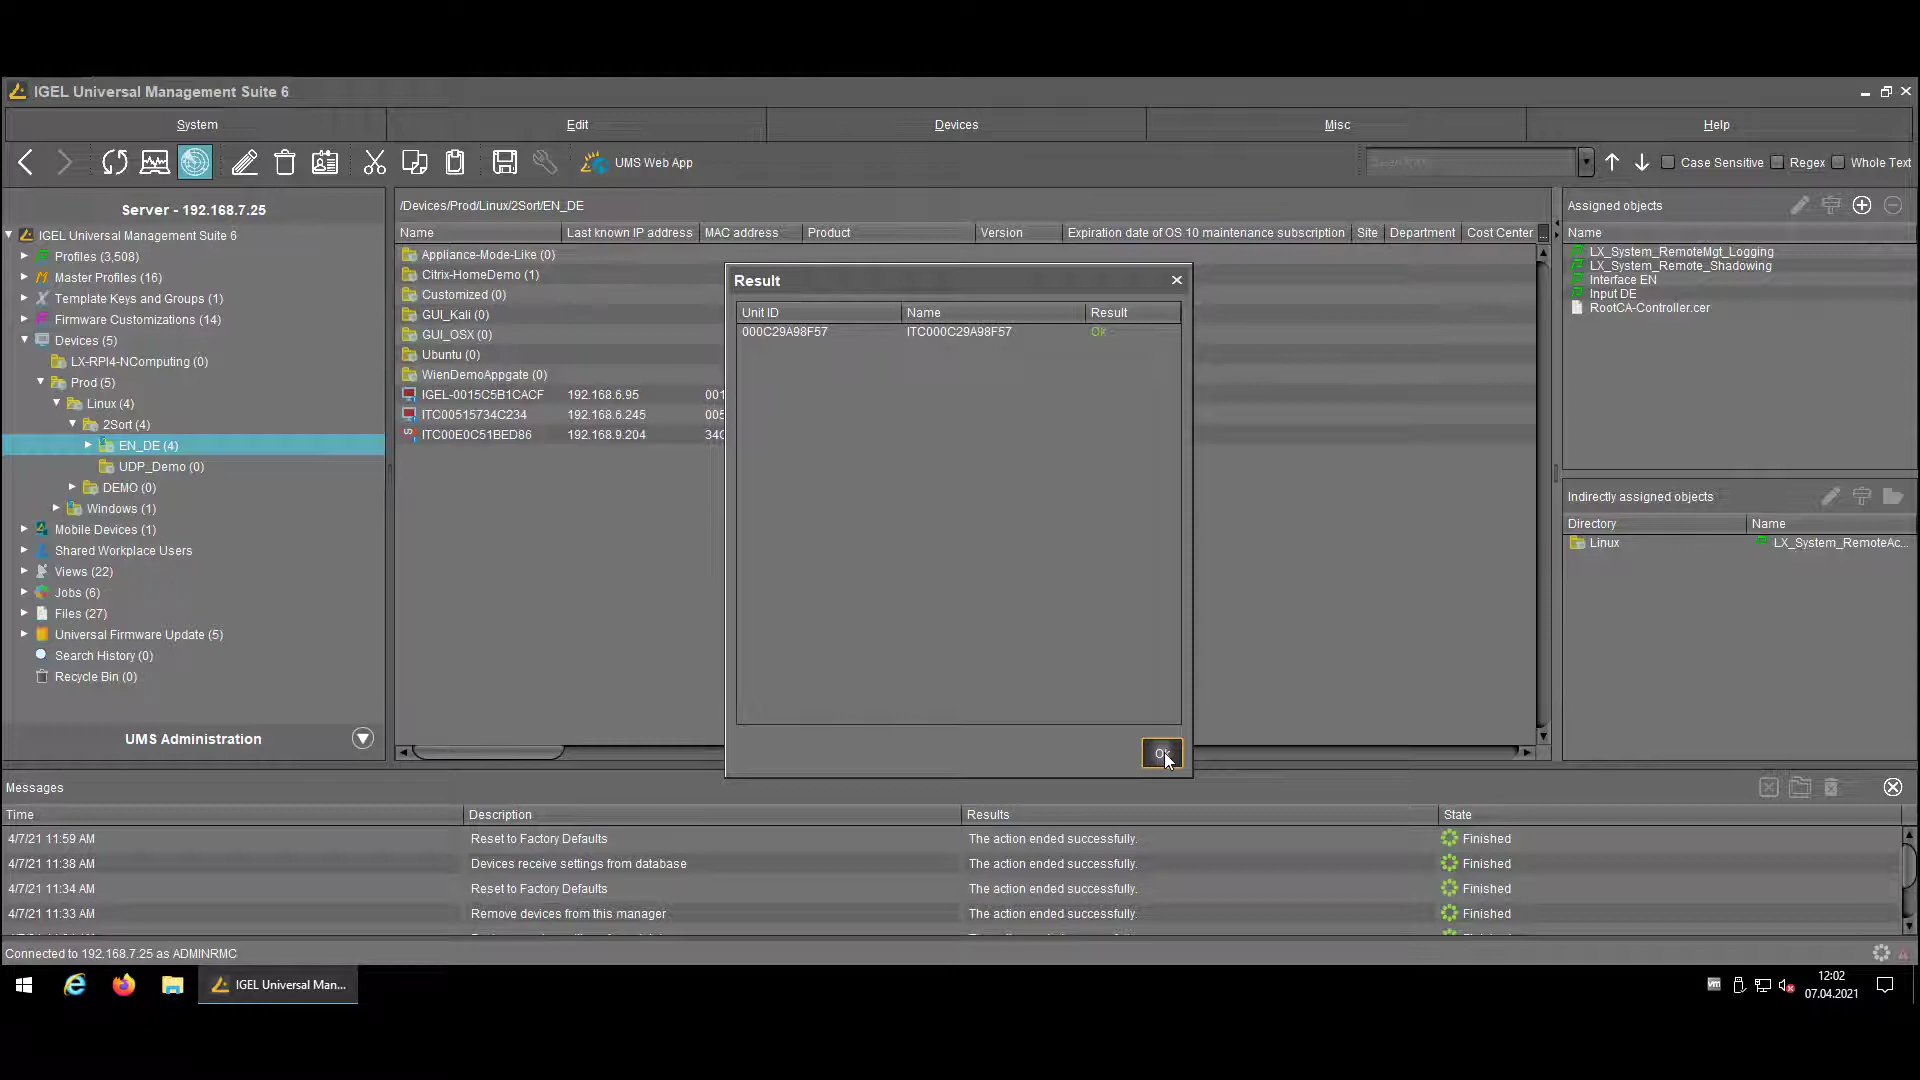 IGEL Universal Management Suite 6
System Edit Devices Misc Help
UMS Web App
Case Sensitive Regex Whole Text
Server - 192.168.7.25
IGEL Universal Management Suite 6
Profiles (3,508)
Master Profiles (16)
Template Keys and Groups (1)
Firmware Customizations (14)
Devices (5)
LX-RPI4-NComputing (0)
Prod (5)
Linux (4)
2Sort (4)
EN_DE (4)
UDP_Demo (0)
DEMO (0)
Windows (1)
Mobile Devices (1)
Shared Workplace Users
Views (22)
Jobs (6)
Files (27)
Universal Firmware Update (5)
Search History (0)
Recycle Bin (0)
UMS Administration
/Devices/Prod/Linux/2Sort/EN_DE
Name Last known IP address MAC address Product Version Expiration date of OS 10 maintenance subscription Site Department Cost Center ...
Appliance-Mode-Like (0)
Citrix-HomeDemo (1)
Customized (0)
GUI_Kali (0)
GUI_OSX (0)
Ubuntu (0)
WienDemoAppgate (0)
IGEL-0015C5B1CACF 192.168.6.95 001
ITC00515734C234 192.168.6.245 005
ITC00E0C51BED86 192.168.9.204 340
Result
Unit ID Name Result
000C29A98F57 ITC000C29A98F57 Ok
Ok
Assigned objects
Name
LX_System_RemoteMgt_Logging
LX_System_Remote_Shadowing
Interface EN
Input DE
RootCA-Controller.cer
Indirectly assigned objects
Directory Name
Linux LX_System_RemoteAc...
Messages
Time Description Results State
4/7/21 11:59 AM Reset to Factory Defaults The action ended successfully. Finished
4/7/21 11:38 AM Devices receive settings from database The action ended successfully. Finished
4/7/21 11:34 AM Reset to Factory Defaults The action ended successfully. Finished
4/7/21 11:33 AM Remove devices from this manager The action ended successfully. Finished
Connected to 192.168.7.25 as ADMINRMC
IGEL Universal Man...
vm
12:02
07.04.2021